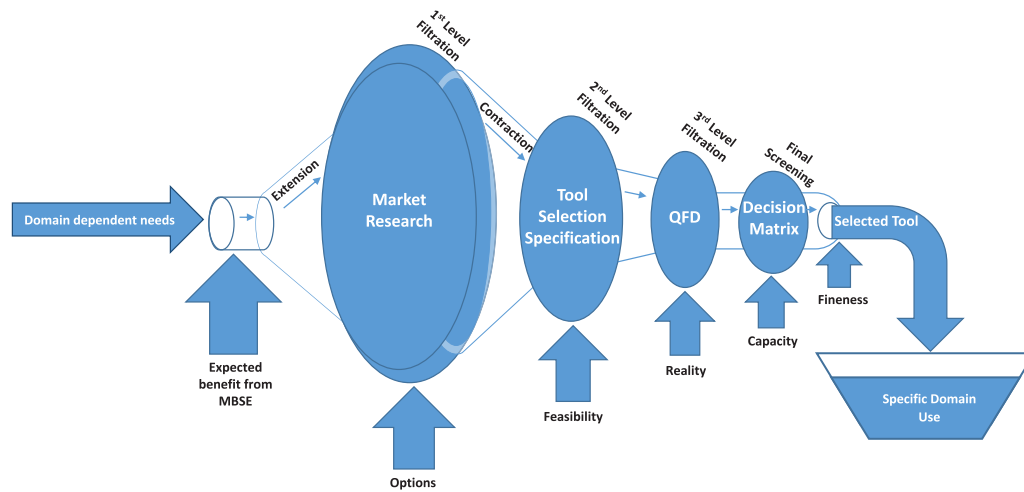 1st Level
Filtration
2nd Level
Filtration
3rd Level
Filtration
Final
Screening
Domain dependent needs
Extension
Market
Research
Contraction
Tool
Selection
Specification
QFD
Decision
Matrix
Selected Tool
Expected
benefit from
MBSE
Options
Feasibility
Reality
Capacity
Fineness
Specific Domain
Use